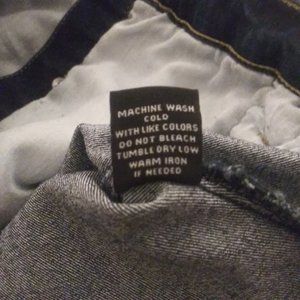 MACHINE WASH
COLD
WITH LIKE COLORS
DO NOT BLEACH
TUMBLE DRY LOW
WARM IRON
IF NEEDED